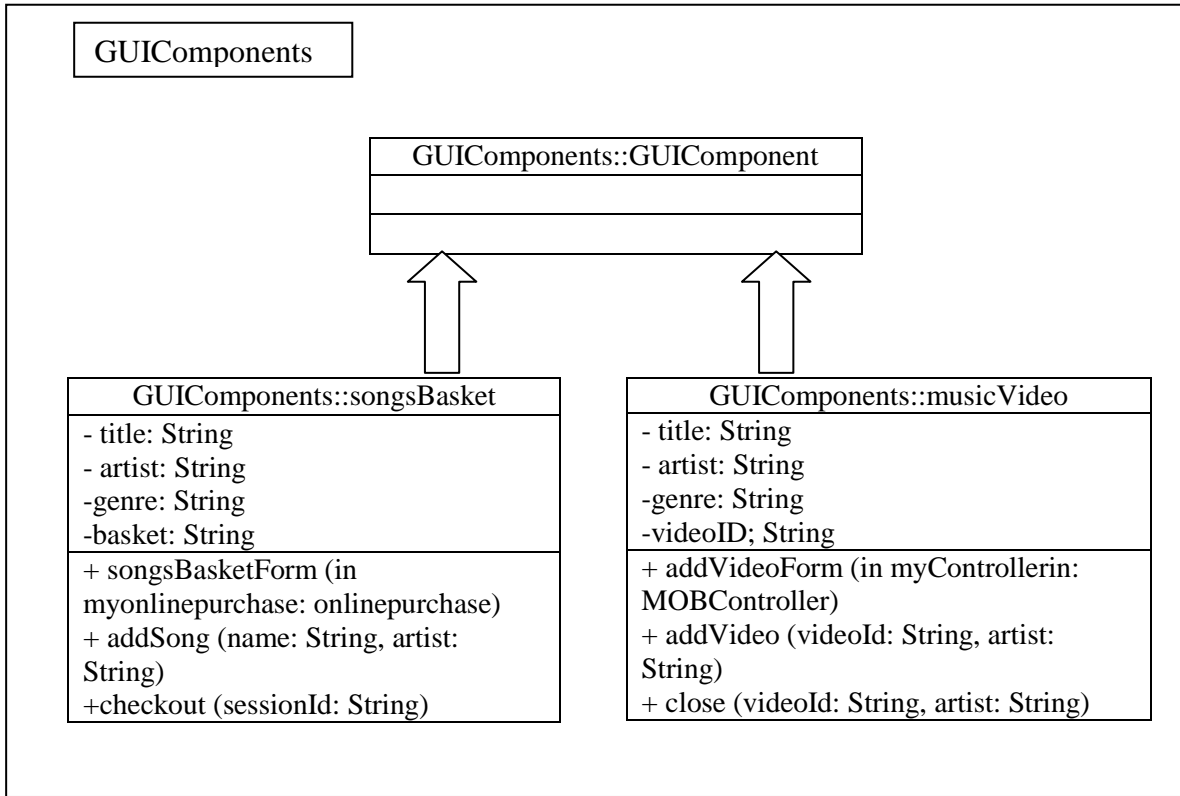 GUIComponents
GUIComponents::GUIComponent
GUIComponents::songsBasket
- title: String
- artist: String
-genre: String
-basket: String
+ songsBasketForm (in
myonlinepurchase: onlinepurchase)
+ addSong (name: String, artist:
String)
+checkout (sessionId: String)
GUIComponents::musicVideo
- title: String
- artist: String
-genre: String
-videoID; String
+ addVideoForm (in myControllerin:
MOBController)
+ addVideo (videoId: String, artist:
String)
+ close (videoId: String, artist: String)